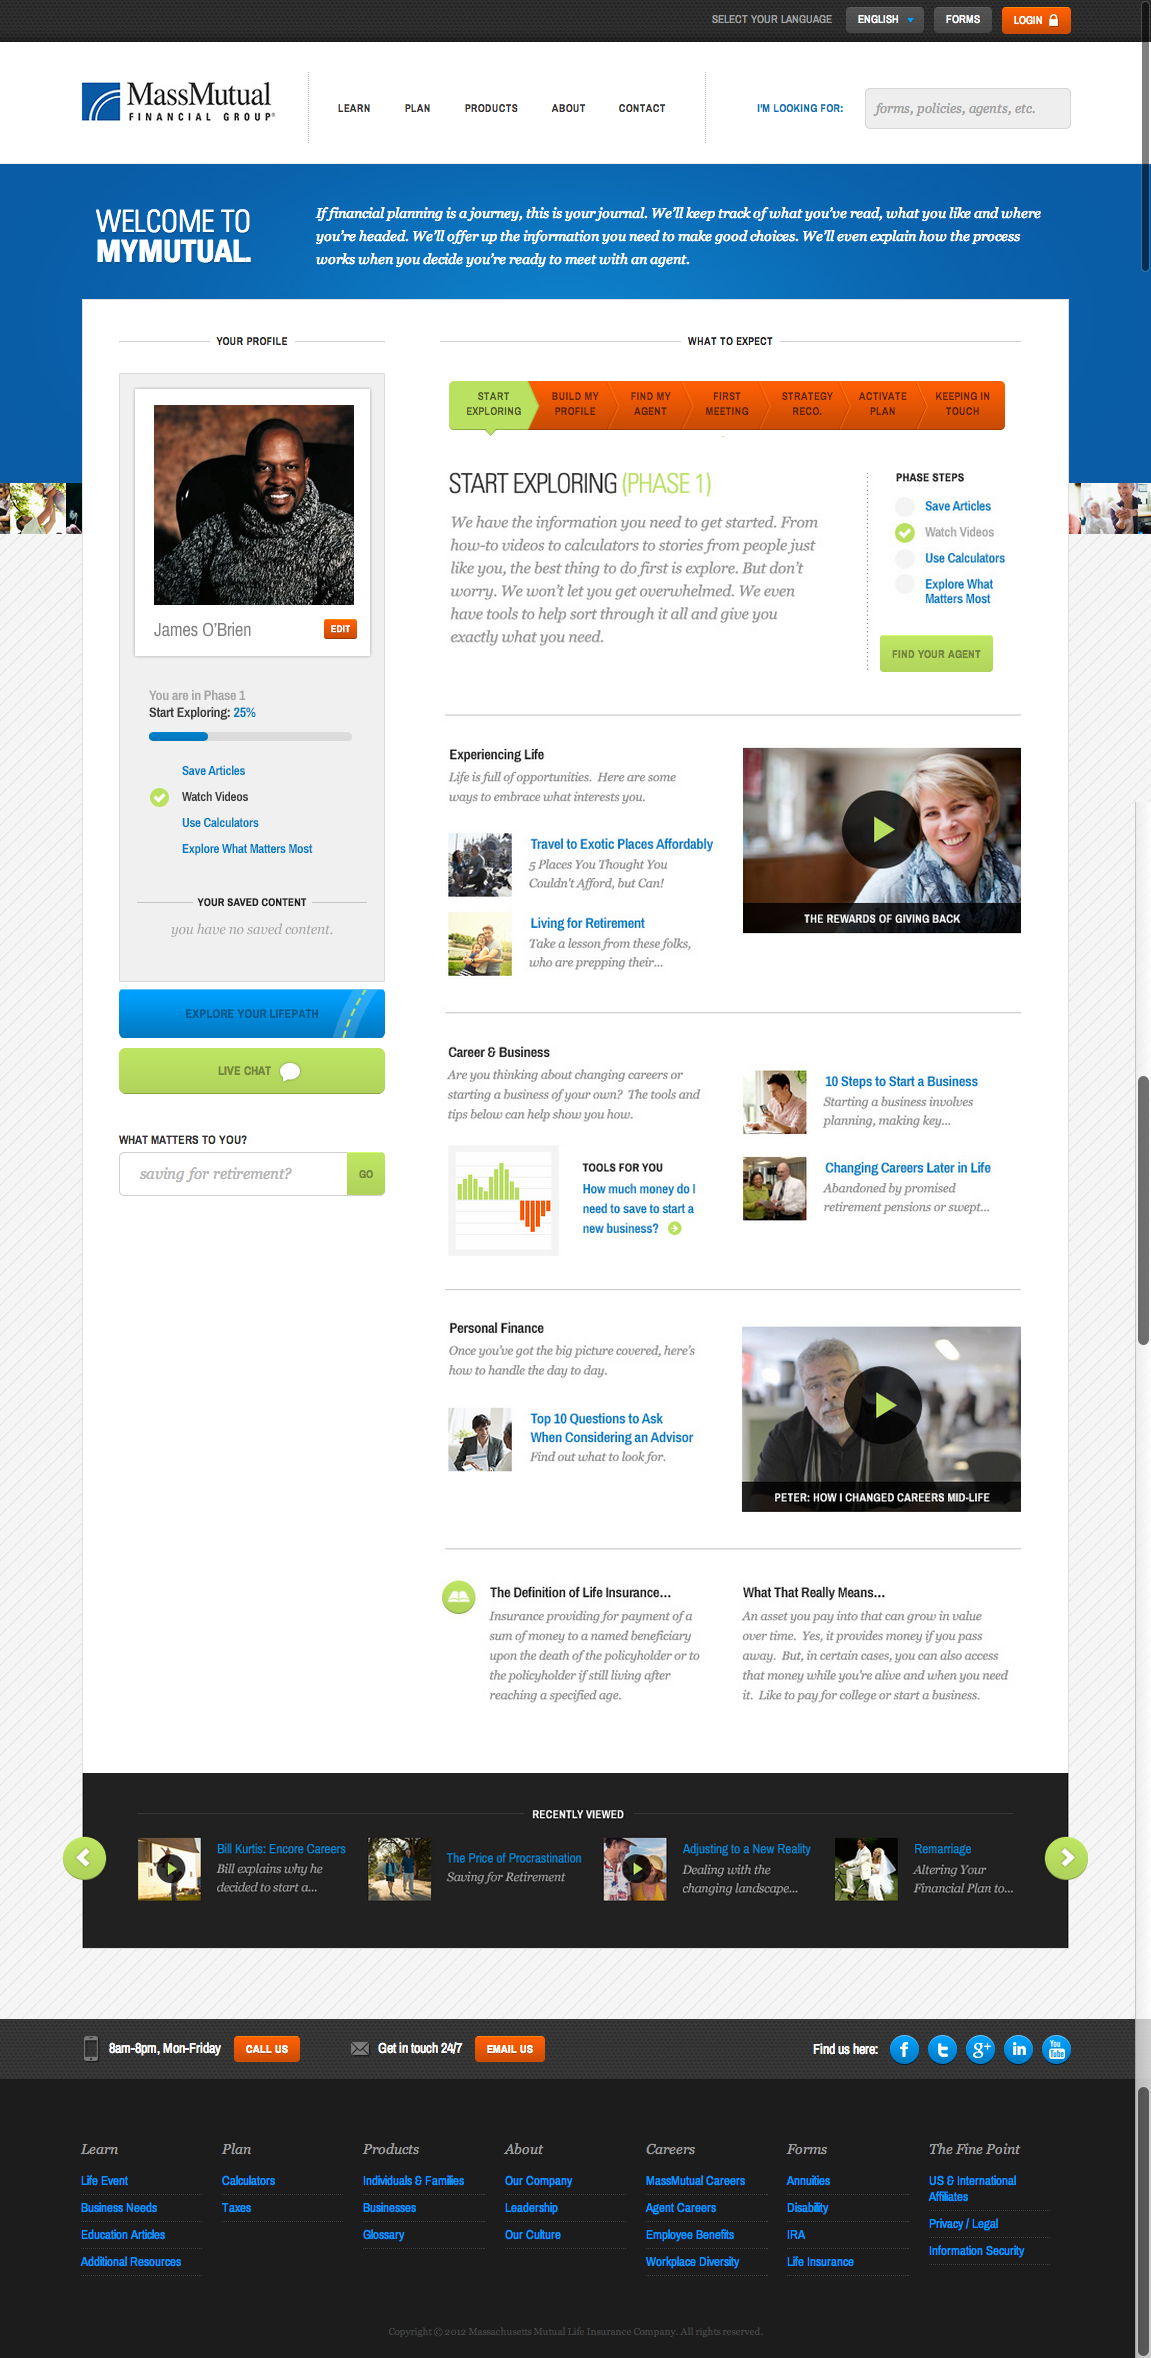 SELECT YOUR LANGUAGE ENGLISH FORMS LOGIN
MassMutual
FINANCIAL GROUP®
LEARN PLAN PRODUCTS ABOUT CONTACT
I'M LOOKING FOR: forms, policies, agents, etc.
WELCOME TO
MYMUTUAL.
If financial planning is a journey, this is your journal. We'll keep track of what you've read, what you like and where
you're headed. We'll offer up the information you need to make good choices. We'll even explain how the process
works when you decide you're ready to meet with an agent.
YOUR PROFILE
James O'Brien EDIT
You are in Phase 1
Start Exploring: 25%
Save Articles
Watch Videos
Use Calculators
Explore What Matters Most
YOUR SAVED CONTENT
you have no saved content.
EXPLORE YOUR LIFEPATH
LIVE CHAT
WHAT MATTERS TO YOU?
saving for retirement? GO
WHAT TO EXPECT
START
EXPLORING
BUILD MY
PROFILE
FIND MY
AGENT
FIRST
MEETING
STRATEGY
RECO.
ACTIVATE
PLAN
KEEPING IN
TOUCH
START EXPLORING (PHASE 1)
We have the information you need to get started. From
how-to videos to calculators to stories from people just
like you, the best thing to do first is explore. But don't
worry. We won't let you get overwhelmed. We even
have tools to help sort through it all and give you
exactly what you need.
PHASE STEPS
Save Articles
Watch Videos
Use Calculators
Explore What
Matters Most
FIND YOUR AGENT
Experiencing Life
Life is full of opportunities. Here are some
ways to embrace what interests you.
Travel to Exotic Places Affordably
5 Places You Thought You
Couldn't Afford, but Can!
Living for Retirement
Take a lesson from these folks,
who are prepping their...
THE REWARDS OF GIVING BACK
Career & Business
Are you thinking about changing careers or
starting a business of your own? The tools and
tips below can help show you how.
TOOLS FOR YOU
How much money do I
need to save to start a
new business?
10 Steps to Start a Business
Starting a business involves
planning, making key...
Changing Careers Later in Life
Abandoned by promised
retirement pensions or swept...
Personal Finance
Once you've got the big picture covered, here's
how to handle the day to day.
Top 10 Questions to Ask
When Considering an Advisor
Find out what to look for.
PETER: HOW I CHANGED CAREERS MID-LIFE
The Definition of Life Insurance...
Insurance providing for payment of a
sum of money to a named beneficiary
upon the death of the policyholder or to
the policyholder if still living after
reaching a specified age.
What That Really Means...
An asset you pay into that can grow in value
over time. Yes, it provides money if you pass
away. But, in certain cases, you can also access
that money while you're alive and when you need
it. Like to pay for college or start a business.
RECENTLY VIEWED
Bill Kurtis: Encore Careers
Bill explains why he
decided to start a...
The Price of Procrastination
Saving for Retirement
Adjusting to a New Reality
Dealing with the
changing landscape...
Remarriage
Altering Your
Financial Plan to...
8am-8pm, Mon-Friday CALL US
Get in touch 24/7 EMAIL US
Find us here: f t g+ in You Tube
Learn
Life Event
Business Needs
Education Articles
Additional Resources
Plan
Calculators
Taxes
Products
Individuals & Families
Businesses
Glossary
About
Our Company
Leadership
Our Culture
Careers
MassMutual Careers
Agent Careers
Employee Benefits
Workplace Diversity
Forms
Annuities
Disability
IRA
Life Insurance
The Fine Point
US & International
Affiliates
Privacy / Legal
Information Security
Copyright © 2012 Massachusetts Mutual Life Insurance Company. All rights reserved.